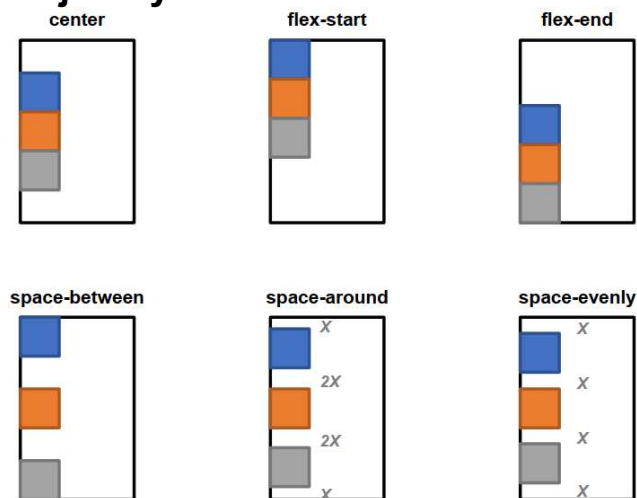 center flex-start flex-end
space-between space-around space-evenly
X X
2X X
2X X
X X